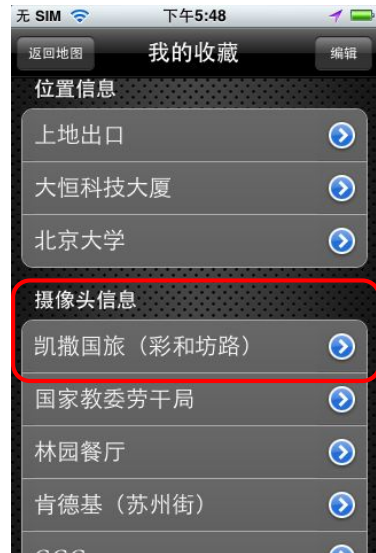 无 SIM 下午5:48
返回地图 我的收藏 编辑
位置信息
上地出口
大恒科技大厦
北京大学
摄像头信息
凯撒国旅（彩和坊路）
国家教委劳干局
林园餐厅
肯德基（苏州街）